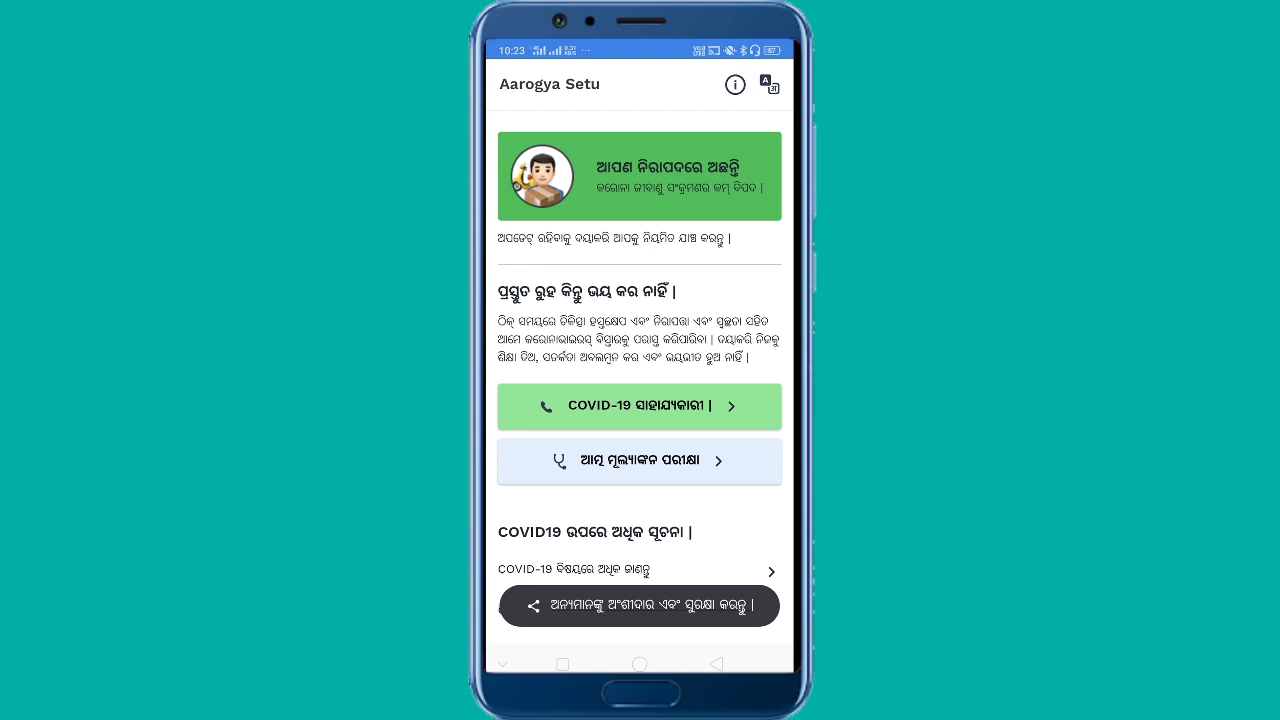 10:23
57
Aarogya Setu
ଆପଣ ନିରାପଦରେ ଅଛନ୍ତି
କରୋନା ଜୀବାଣୁ ସଂକ୍ରମଣର କମ୍ ବିପଦ |
ଅପଡେଟ୍ ରହିବାକୁ ଦୟାକରି ଆପକୁ ନିୟମିତ ଯାଞ୍ଚ କରନ୍ତୁ |
ପ୍ରସ୍ତୁତ ରୁହ କିନ୍ତୁ ଭୟ କର ନାହିଁ |
ଠିକ୍ ସମୟରେ ଚିକିତ୍ସା ହସ୍ତକ୍ଷେପ ଏବଂ ନିରାପତ୍ତା ଏବଂ ସ୍ୱଚ୍ଛତା ସହିତ
ଆମେ କରୋନାଭାଇରସ୍ ବିସ୍ତାରକୁ ପରାସ୍ତ କରିପାରିବା | ଦୟାକରି ନିଜକୁ
ଶିକ୍ଷା ଦିଅ, ସତର୍କତା ଅବଲମ୍ବନ କର ଏବଂ ଭୟଭୀତ ହୁଅ ନାହିଁ |
COVID-19 ସାହାଯ୍ୟକାରୀ |
ଆତ୍ମ ମୂଲ୍ୟାଙ୍କନ ପରୀକ୍ଷା
COVID19 ଉପରେ ଅଧିକ ସୂଚନା |
COVID-19 ବିଷୟରେ ଅଧିକ ଜାଣନ୍ତୁ
ଅନ୍ୟମାନଙ୍କୁ ଅଂଶୀଦାର ଏବଂ ସୁରକ୍ଷା କରନ୍ତୁ |